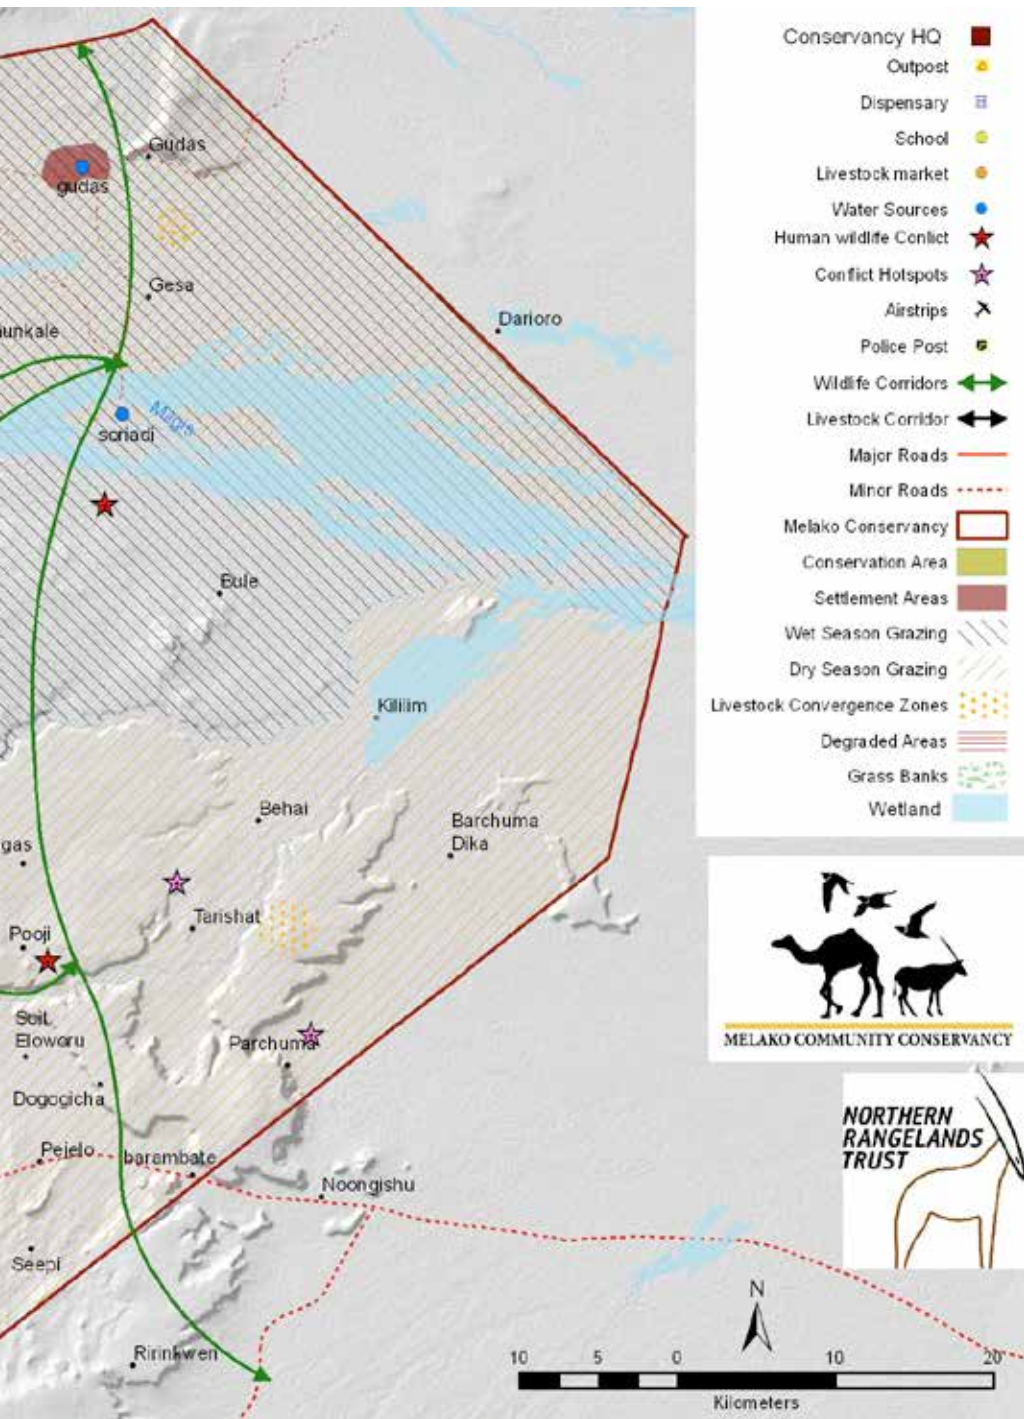 Conservancy HQ
Outpost
Dispensary
School
Livestock market
Water Sources
Human wildlife Conlict
Conflict Hotspots
Airstrips
Police Post
Wildlife Corridors
Livestock Corridor
Major Roads
Minor Roads
Melako Conservancy
Conservation Area
Settlement Areas
Wet Season Grazing
Dry Season Grazing
Livestock Convergence Zones
Degraded Areas
Grass Banks
Wetland
Gudas
gudas
Gesa
Darioro
unkale
Milgis
soriadi
Bule
Kililim
Behai
Barchuma
Dika
gas
Tarishat
Pooji
Soit
Eloworu
Parchuma
Dogogicha
Pejelo
barambate
Noongishu
Seepi
Ririnkwen
MELAKO COMMUNITY CONSERVANCY
NORTHERN
RANGELANDS
TRUST
N
10 5 0 10 20
Kilometers